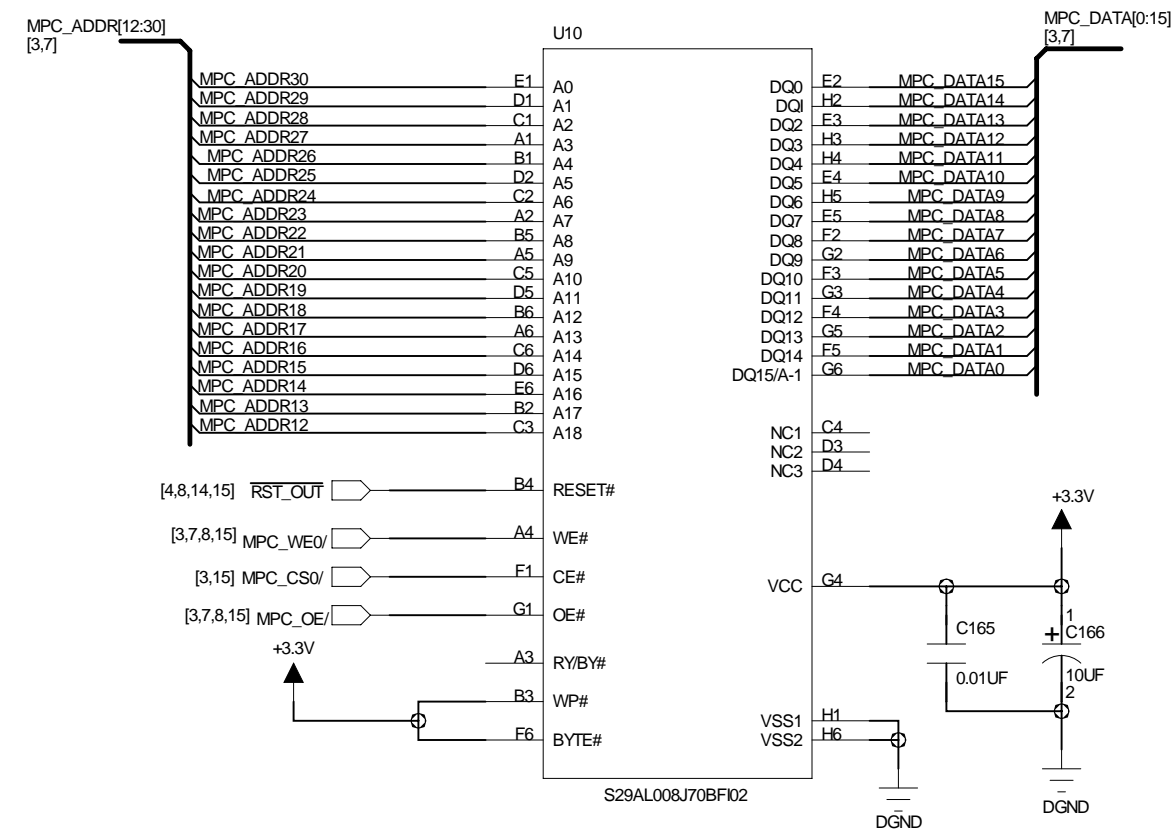 MPC_ADDR[12:30]
[3,7]
U10
MPC_DATA[0:15]
[3,7]
MPC_ADDR30 E1 A0 DQ0 E2 MPC_DATA15
MPC_ADDR29 D1 A1 DQI H2 MPC_DATA14
MPC_ADDR28 C1 A2 DQ2 E3 MPC_DATA13
MPC_ADDR27 A1 A3 DQ3 H3 MPC_DATA12
MPC_ADDR26 B1 A4 DQ4 H4 MPC_DATA11
MPC_ADDR25 D2 A5 DQ5 E4 MPC_DATA10
MPC_ADDR24 C2 A6 DQ6 H5 MPC_DATA9
MPC_ADDR23 A2 A7 DQ7 E5 MPC_DATA8
MPC_ADDR22 B5 A8 DQ8 F2 MPC_DATA7
MPC_ADDR21 A5 A9 DQ9 G2 MPC_DATA6
MPC_ADDR20 C5 A10 DQ10 F3 MPC_DATA5
MPC_ADDR19 D5 A11 DQ11 G3 MPC_DATA4
MPC_ADDR18 B6 A12 DQ12 F4 MPC_DATA3
MPC_ADDR17 A6 A13 DQ13 G5 MPC_DATA2
MPC_ADDR16 C6 A14 DQ14 F5 MPC_DATA1
MPC_ADDR15 D6 A15 DQ15/A-1 G6 MPC_DATA0
MPC_ADDR14 E6 A16
MPC_ADDR13 B2 A17
MPC_ADDR12 C3 A18
NC1 C4
NC2 D3
NC3 D4
[4,8,14,15] RST_OUT B4 RESET#
[3,7,8,15] MPC_WE0/ A4 WE#
[3,15] MPC_CS0/ F1 CE#
[3,7,8,15] MPC_OE/ G1 OE#
+3.3V
A3 RY/BY#
B3 WP#
F6 BYTE#
+3.3V
VCC G4
C165
0.01UF
1
+ C166
10UF
2
VSS1 H1
VSS2 H6
DGND
DGND
S29AL008J70BFI02